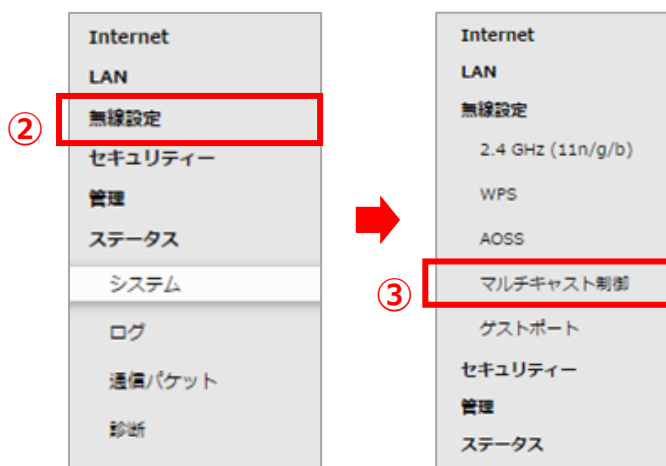 Internet
LAN
② 無線設定
セキュリティー
管理
ステータス
システム
ログ
通信パケット
診断
Internet
LAN
無線設定
2.4 GHz (11n/g/b)
WPS
AOSS
③ マルチキャスト制御
ゲストポート
セキュリティー
管理
ステータス